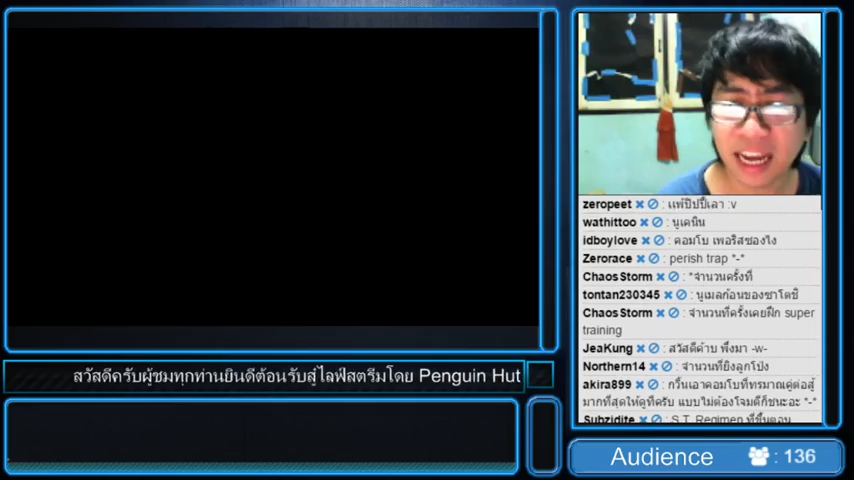 สวัสดีครับผู้ชมทุกท่านยินดีต้อนรับสู่ไลฟ์สตรีมโดย Penguin Hut
zeropeet : แพ้ปิปปี้เลา :v
wathittoo : นูเคนิน
idboylove : คอมโบ เพอริสซองไง
Zerorace : perish trap *-*
ChaosStorm : *จำนวนครั้งที่
tontan230345 : นูเมลก้อนของซาโตชิ
ChaosStorm : จำนวนที่ครั้งเคยฝึก super
training
JeaKung : สวัสดีค้าบ พึ่งมา -w-
Northern14 : จำนวนที่ยิงลูกโป่ง
akira899 : กริ้นเอาคอมโบที่ทรมาณคู่ต่อสู้
มากที่สุดให้ดูทีครับ แบบไม่ต้องโจมตีก็ชนะอะ *-*
Subzidite : S.T. Regimen ที่ขึ้นตอน
Audience : 136